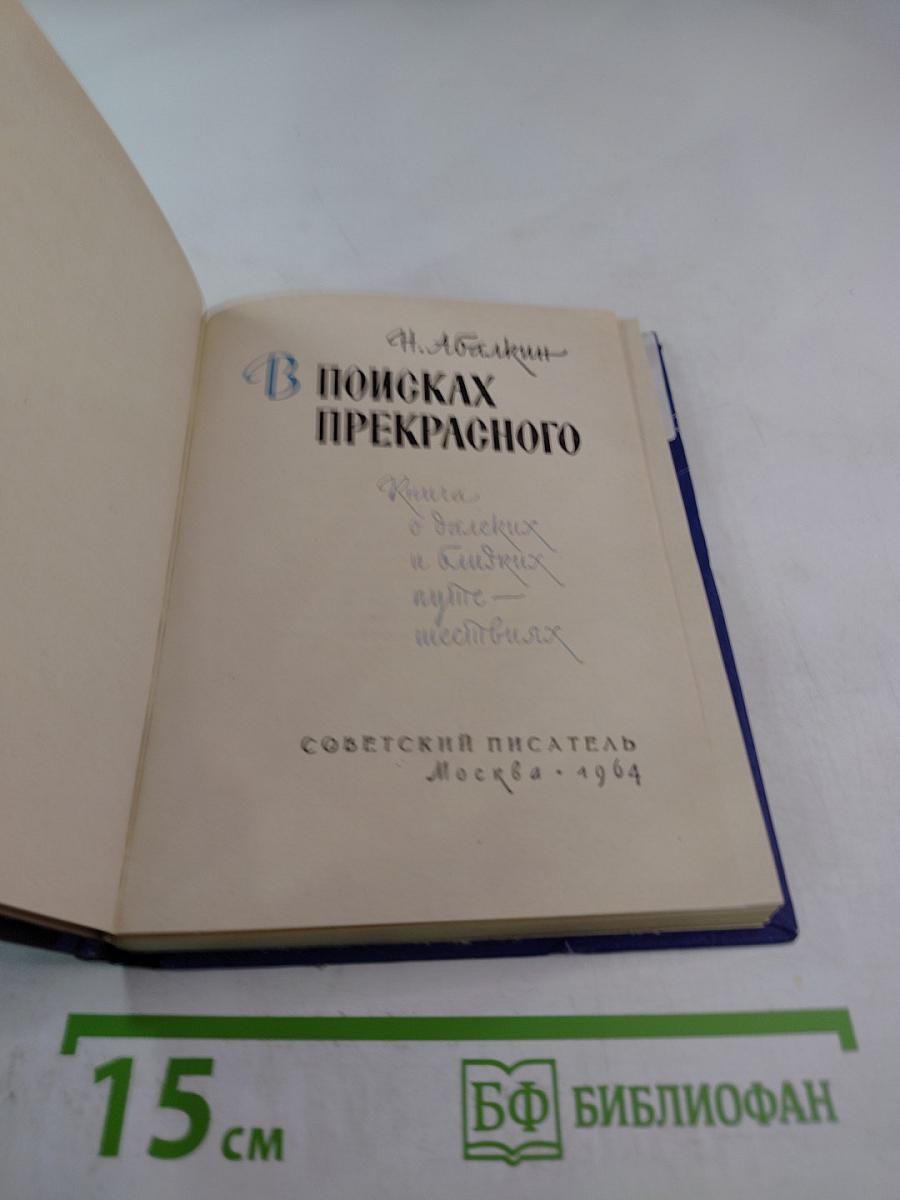 Н. Абалкин
В ПОИСКАХ
ПРЕКРАСНОГО
Книга
о далеких
и близких
путе—
шествиях
СОВЕТСКИЙ ПИСАТЕЛЬ
Москва · 1964
15 см
БФ БИБЛИОФАН